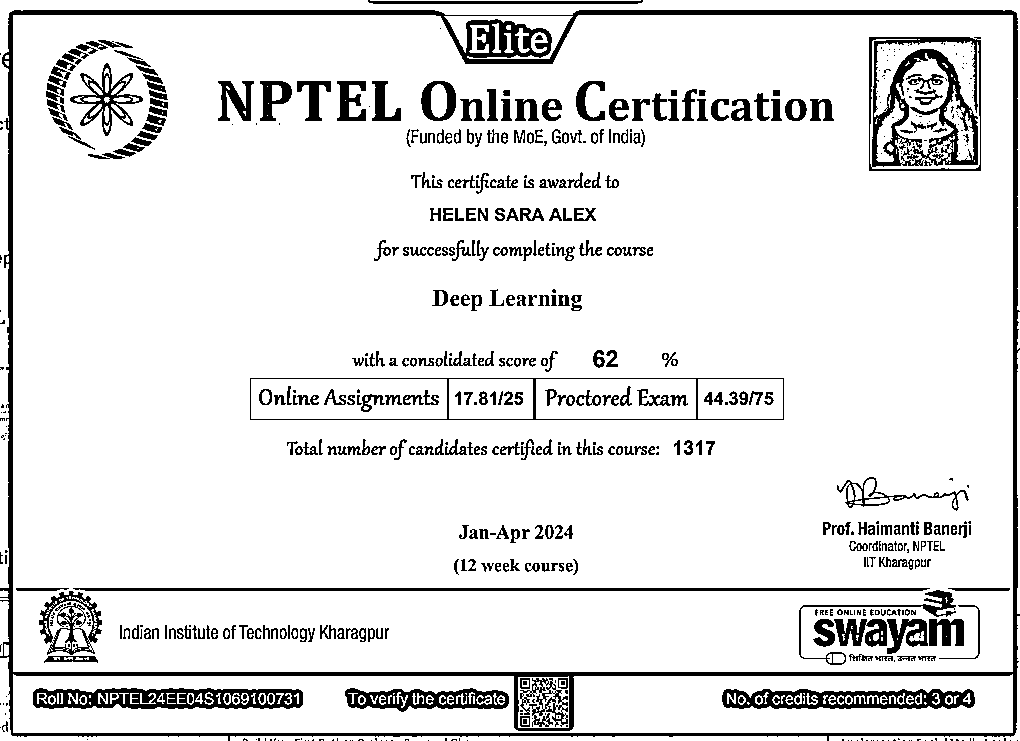 Elite
NPTEL Online Certification
(Funded by the MoE, Govt. of India)
This certificate is awarded to
HELEN SARA ALEX
for successfully completing the course
Deep Learning
with a consolidated score of 62 %
Online Assignments 17.81/25 Proctored Exam 44.39/75
Total number of candidates certified in this course: 1317
Jan-Apr 2024
(12 week course)
Prof. Haimanti Banerji
Coordinator, NPTEL
IIT Kharagpur
Indian Institute of Technology Kharagpur
FREE ONLINE EDUCATION
swayam
शिक्षित भारत, उन्नत भारत
Roll No: NPTEL24EE04S1069100731 To verify the certificate No. of credits recommended: 3 or 4